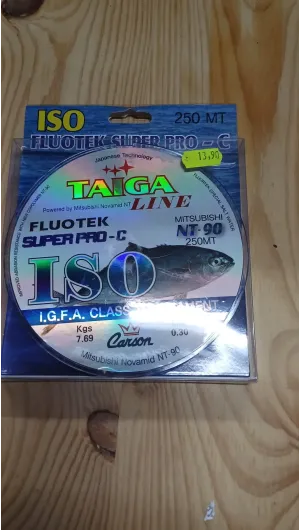 ISO
250 MT
FLUOTEK SUPER PRO-C
Japanese Technology
13,90
TAIGA
Powered by Mitsubishi Novamid NT
LINE
FLUOTEK
SUPER PRO-C
MITSUBISHI
NT-90
250MT
ISO
I.G.F.A. CLASS
Kgs
7.69
Carson
0.30
Mitsubishi Novamid NT-90